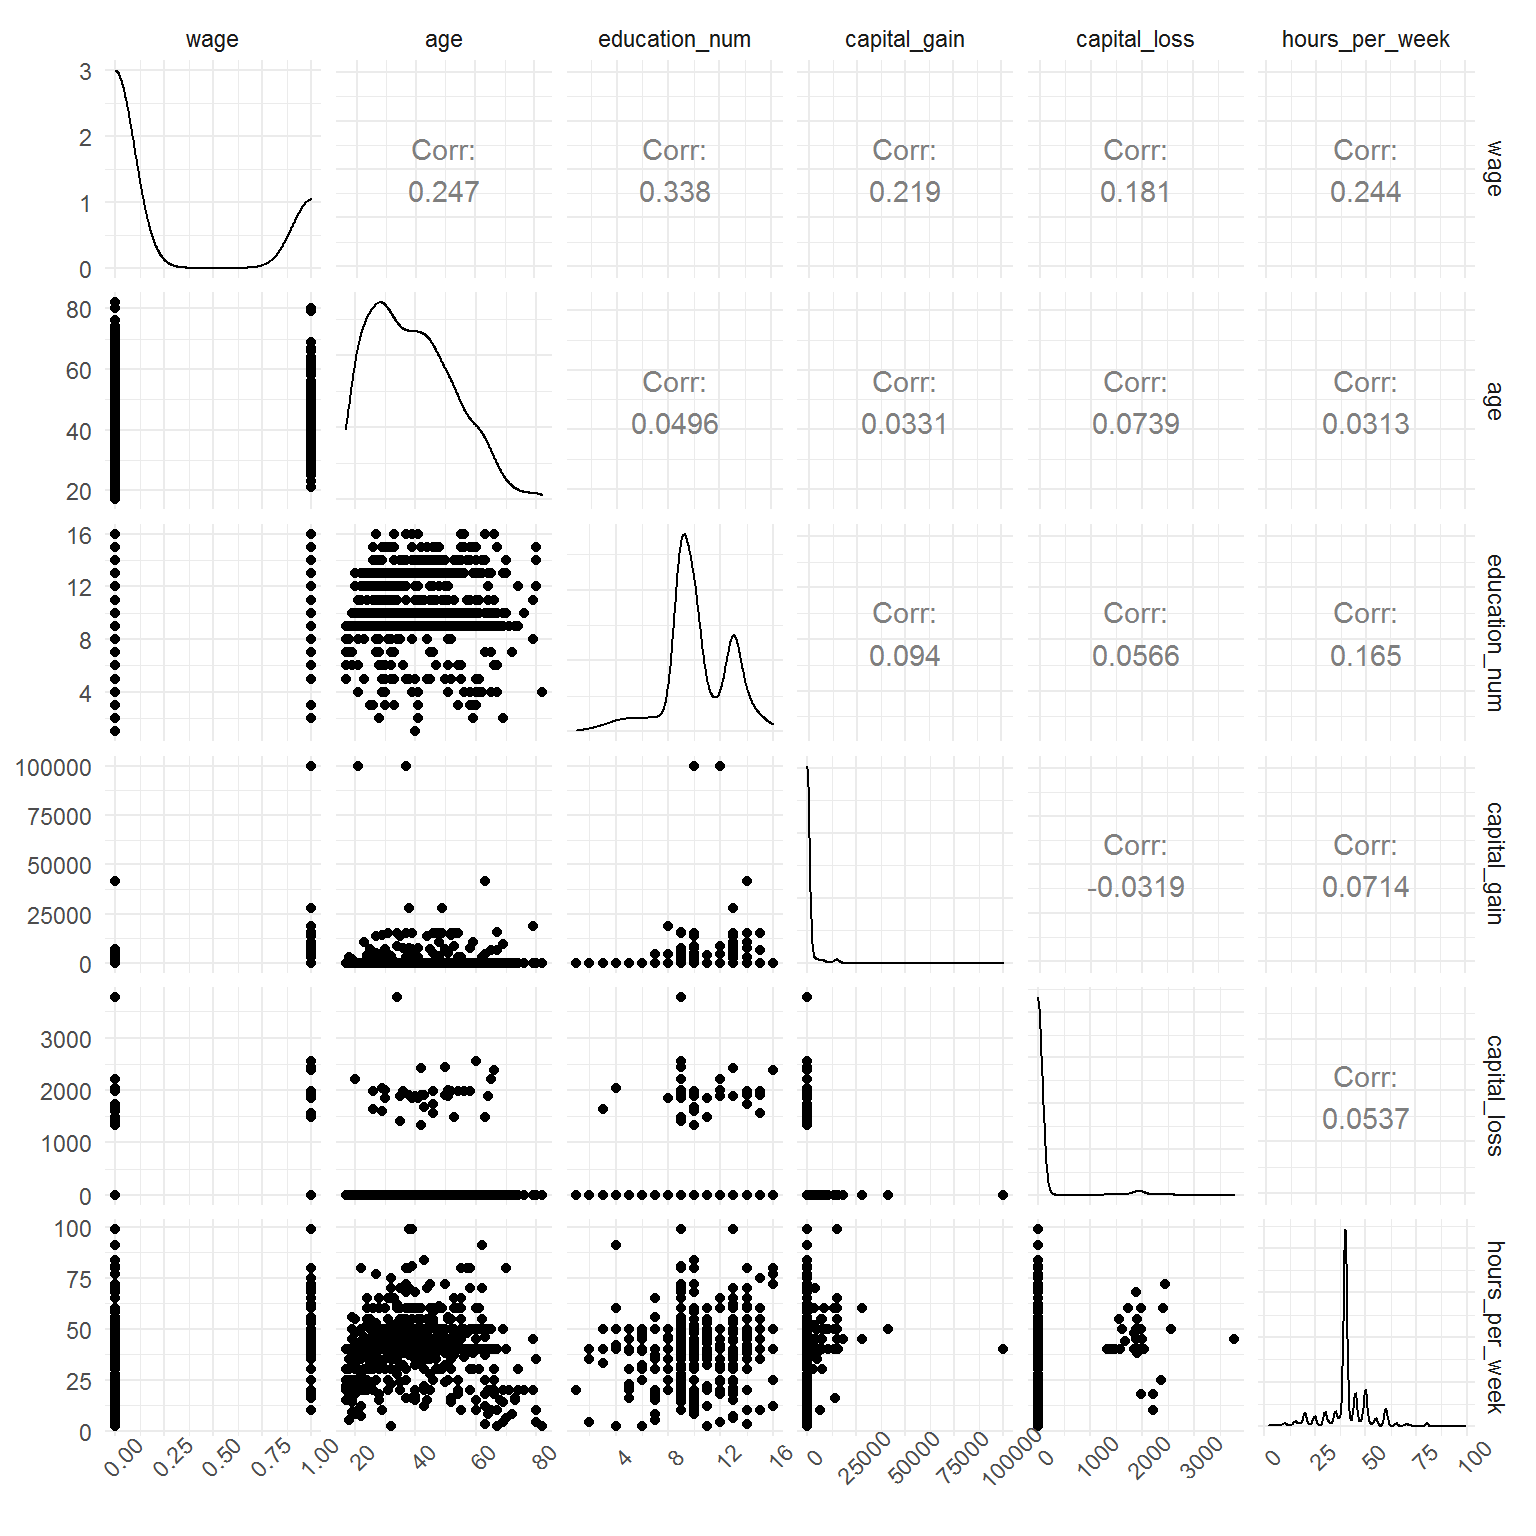 wage age education_num capital_gain capital_loss hours_per_week
3
2
1
0
Corr:
0.247
Corr:
0.338
Corr:
0.219
Corr:
0.181
Corr:
0.244
wage
80
60
40
20
Corr:
0.0496
Corr:
0.0331
Corr:
0.0739
Corr:
0.0313
age
16
12
8
4
Corr:
0.094
Corr:
0.0566
Corr:
0.165
education_num
100000
75000
50000
25000
0
Corr:
-0.0319
Corr:
0.0714
capital_gain
3000
2000
1000
0
Corr:
0.0537
capital_loss
100
75
50
25
0
hours_per_week
0.00 0.25 0.50 0.75 1.00 20 40 60 80 4 8 12 16 0 25000 50000 75000 100000 0 1000 2000 3000 0 25 50 75 100